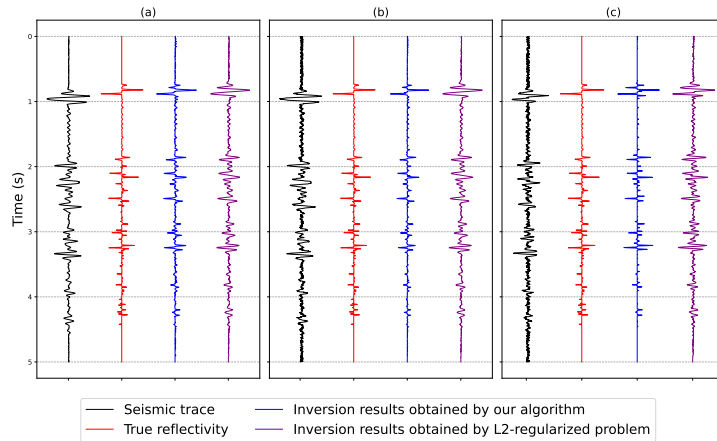 (a) (b) (c)
0
1
2
3
4
5
Time (s)
Seismic trace
True reflectivity
Inversion results obtained by our algorithm
Inversion results obtained by L2-regularized problem